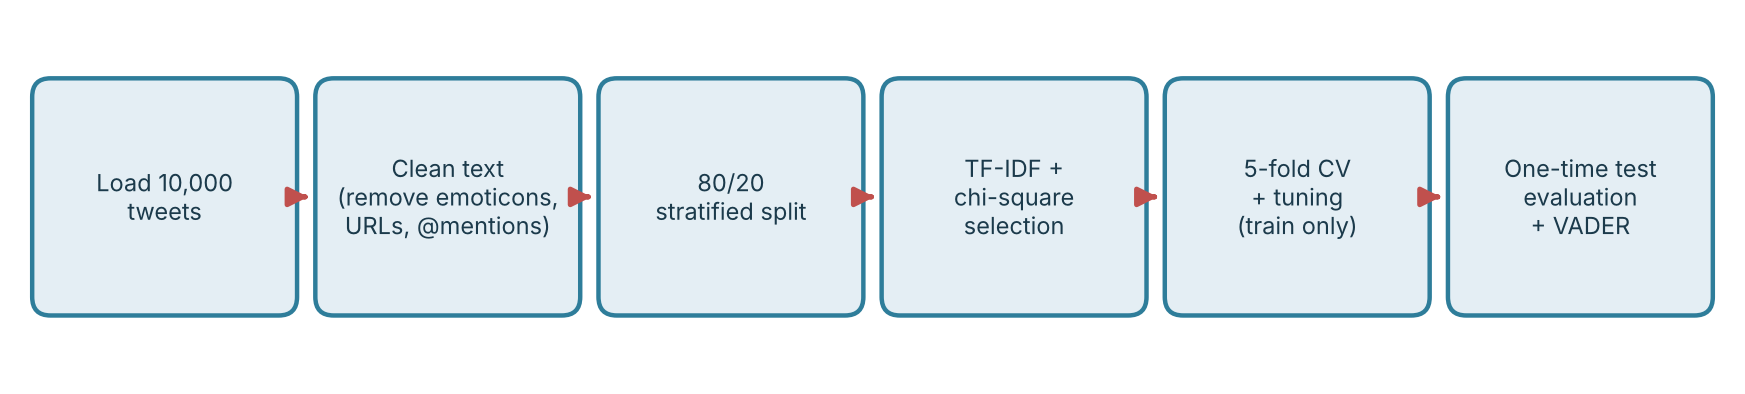 Load 10,000
tweets
Clean text
(remove emoticons,
URLs, @mentions)
80/20
stratified split
TF-IDF +
chi-square
selection
5-fold CV
+ tuning
(train only)
One-time test
evaluation
+ VADER